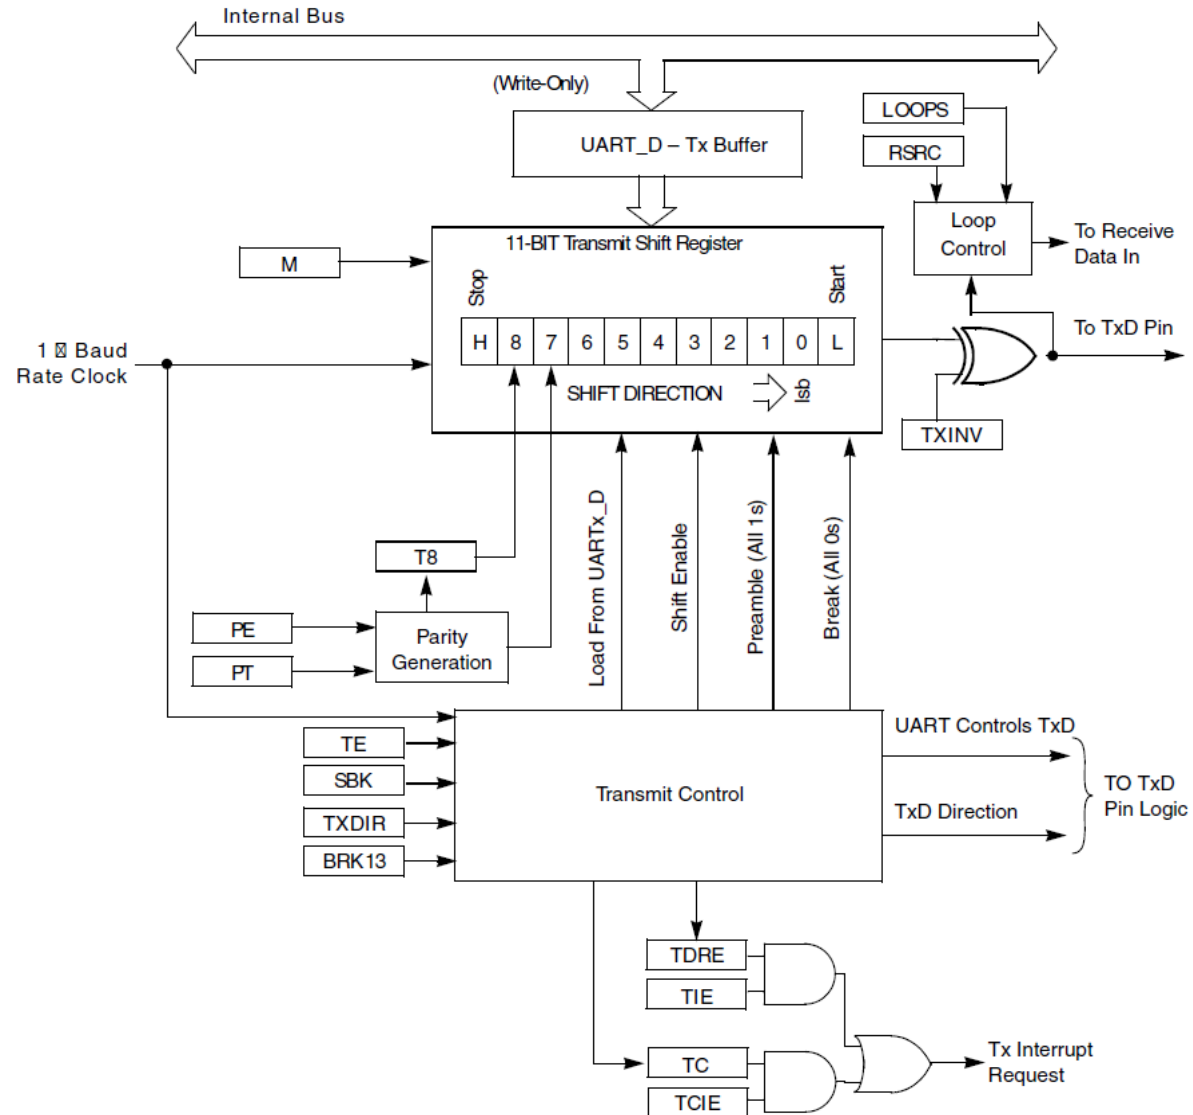 Internal Bus
(Write-Only)
UART_D – Tx Buffer
LOOPS
RSRC
Loop
Control
To Receive
Data In
11-BIT Transmit Shift Register
M
Stop
Start
H 8 7 6 5 4 3 2 1 0 L
To TxD Pin
1 Baud
Rate Clock
SHIFT DIRECTION
lsb
TXINV
Load From UARTx_D
Shift Enable
Preamble (All 1s)
Break (All 0s)
T8
PE
PT
Parity
Generation
UART Controls TxD
TE
SBK
TXDIR
BRK13
Transmit Control
TxD Direction
TO TxD
Pin Logic
TDRE
TIE
TC
TCIE
Tx Interrupt
Request